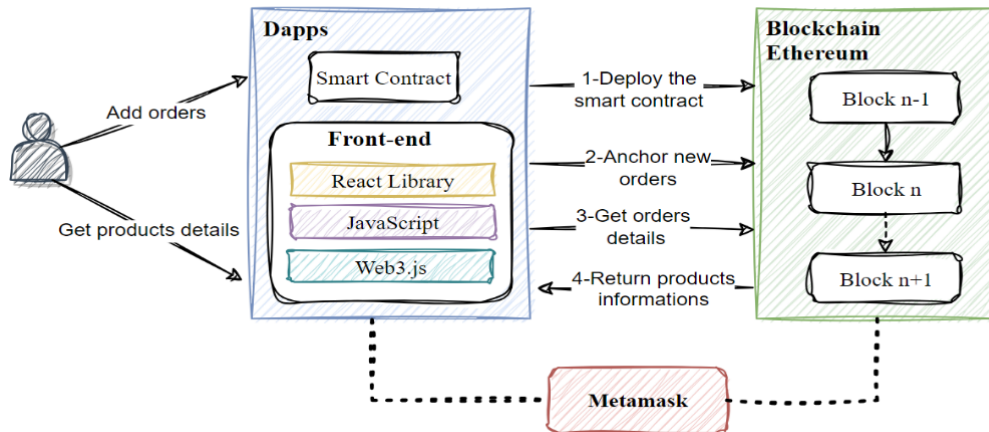 Dapps
Smart Contract
Front-end
React Library
JavaScript
Web3.js
Add orders
Get products details
1-Deploy the
smart contract
2-Anchor new
orders
3-Get orders
details
4-Return products
informations
Blockchain
Ethereum
Block n-1
Block n
Block n+1
Metamask